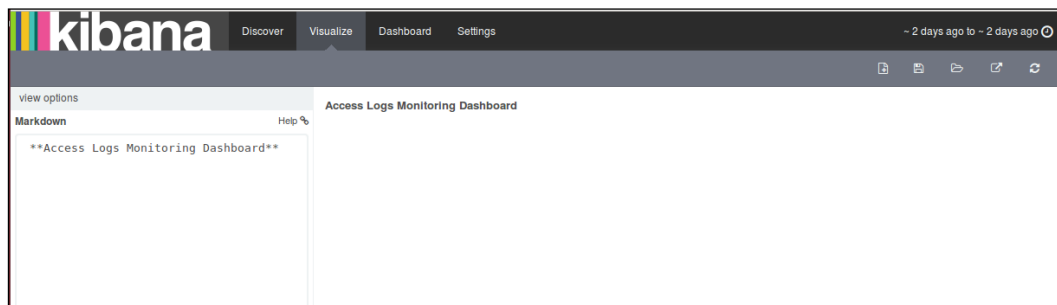 kibana Discover Visualize Dashboard Settings ~ 2 days ago to ~ 2 days ago
view options
Markdown Help
**Access Logs Monitoring Dashboard**
Access Logs Monitoring Dashboard